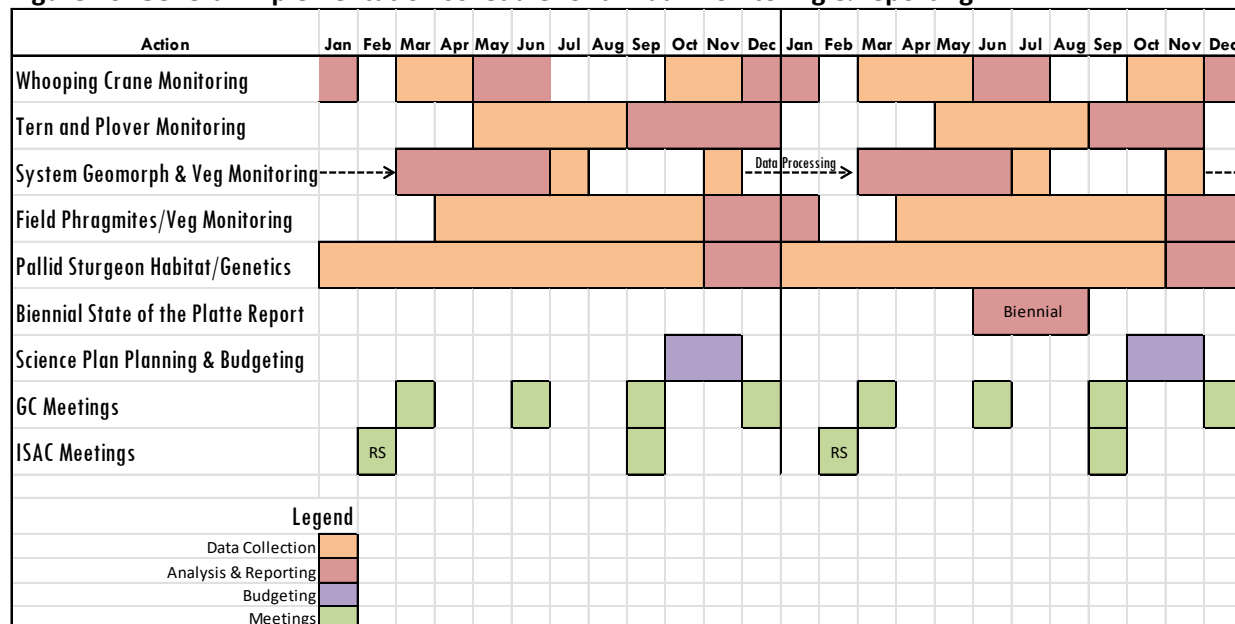 Action Jan Feb Mar Apr May Jun Jul Aug Sep Oct Nov Dec Jan Feb Mar Apr May Jun Jul Aug Sep Oct Nov Dec
Whooping Crane Monitoring
Tern and Plover Monitoring
System Geomorph & Veg Monitoring Data Processing
Field Phragmites/Veg Monitoring
Pallid Sturgeon Habitat/Genetics
Biennial State of the Platte Report Biennial
Science Plan Planning & Budgeting
GC Meetings
ISAC Meetings RS RS
Legend
Data Collection
Analysis & Reporting
Budgeting
Meetings